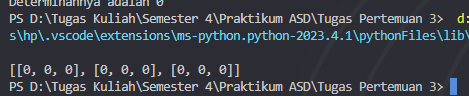 Determinannya adalah 0
PS D:\Tugas Kuliah\Semester 4\Praktikum ASD\Tugas Pertemuan 3> d:
s\hp\.vscode\extensions\ms-python.python-2023.4.1\pythonFiles\lib\
[[0, 0, 0], [0, 0, 0], [0, 0, 0]]
PS D:\Tugas Kuliah\Semester 4\Praktikum ASD\Tugas Pertemuan 3>